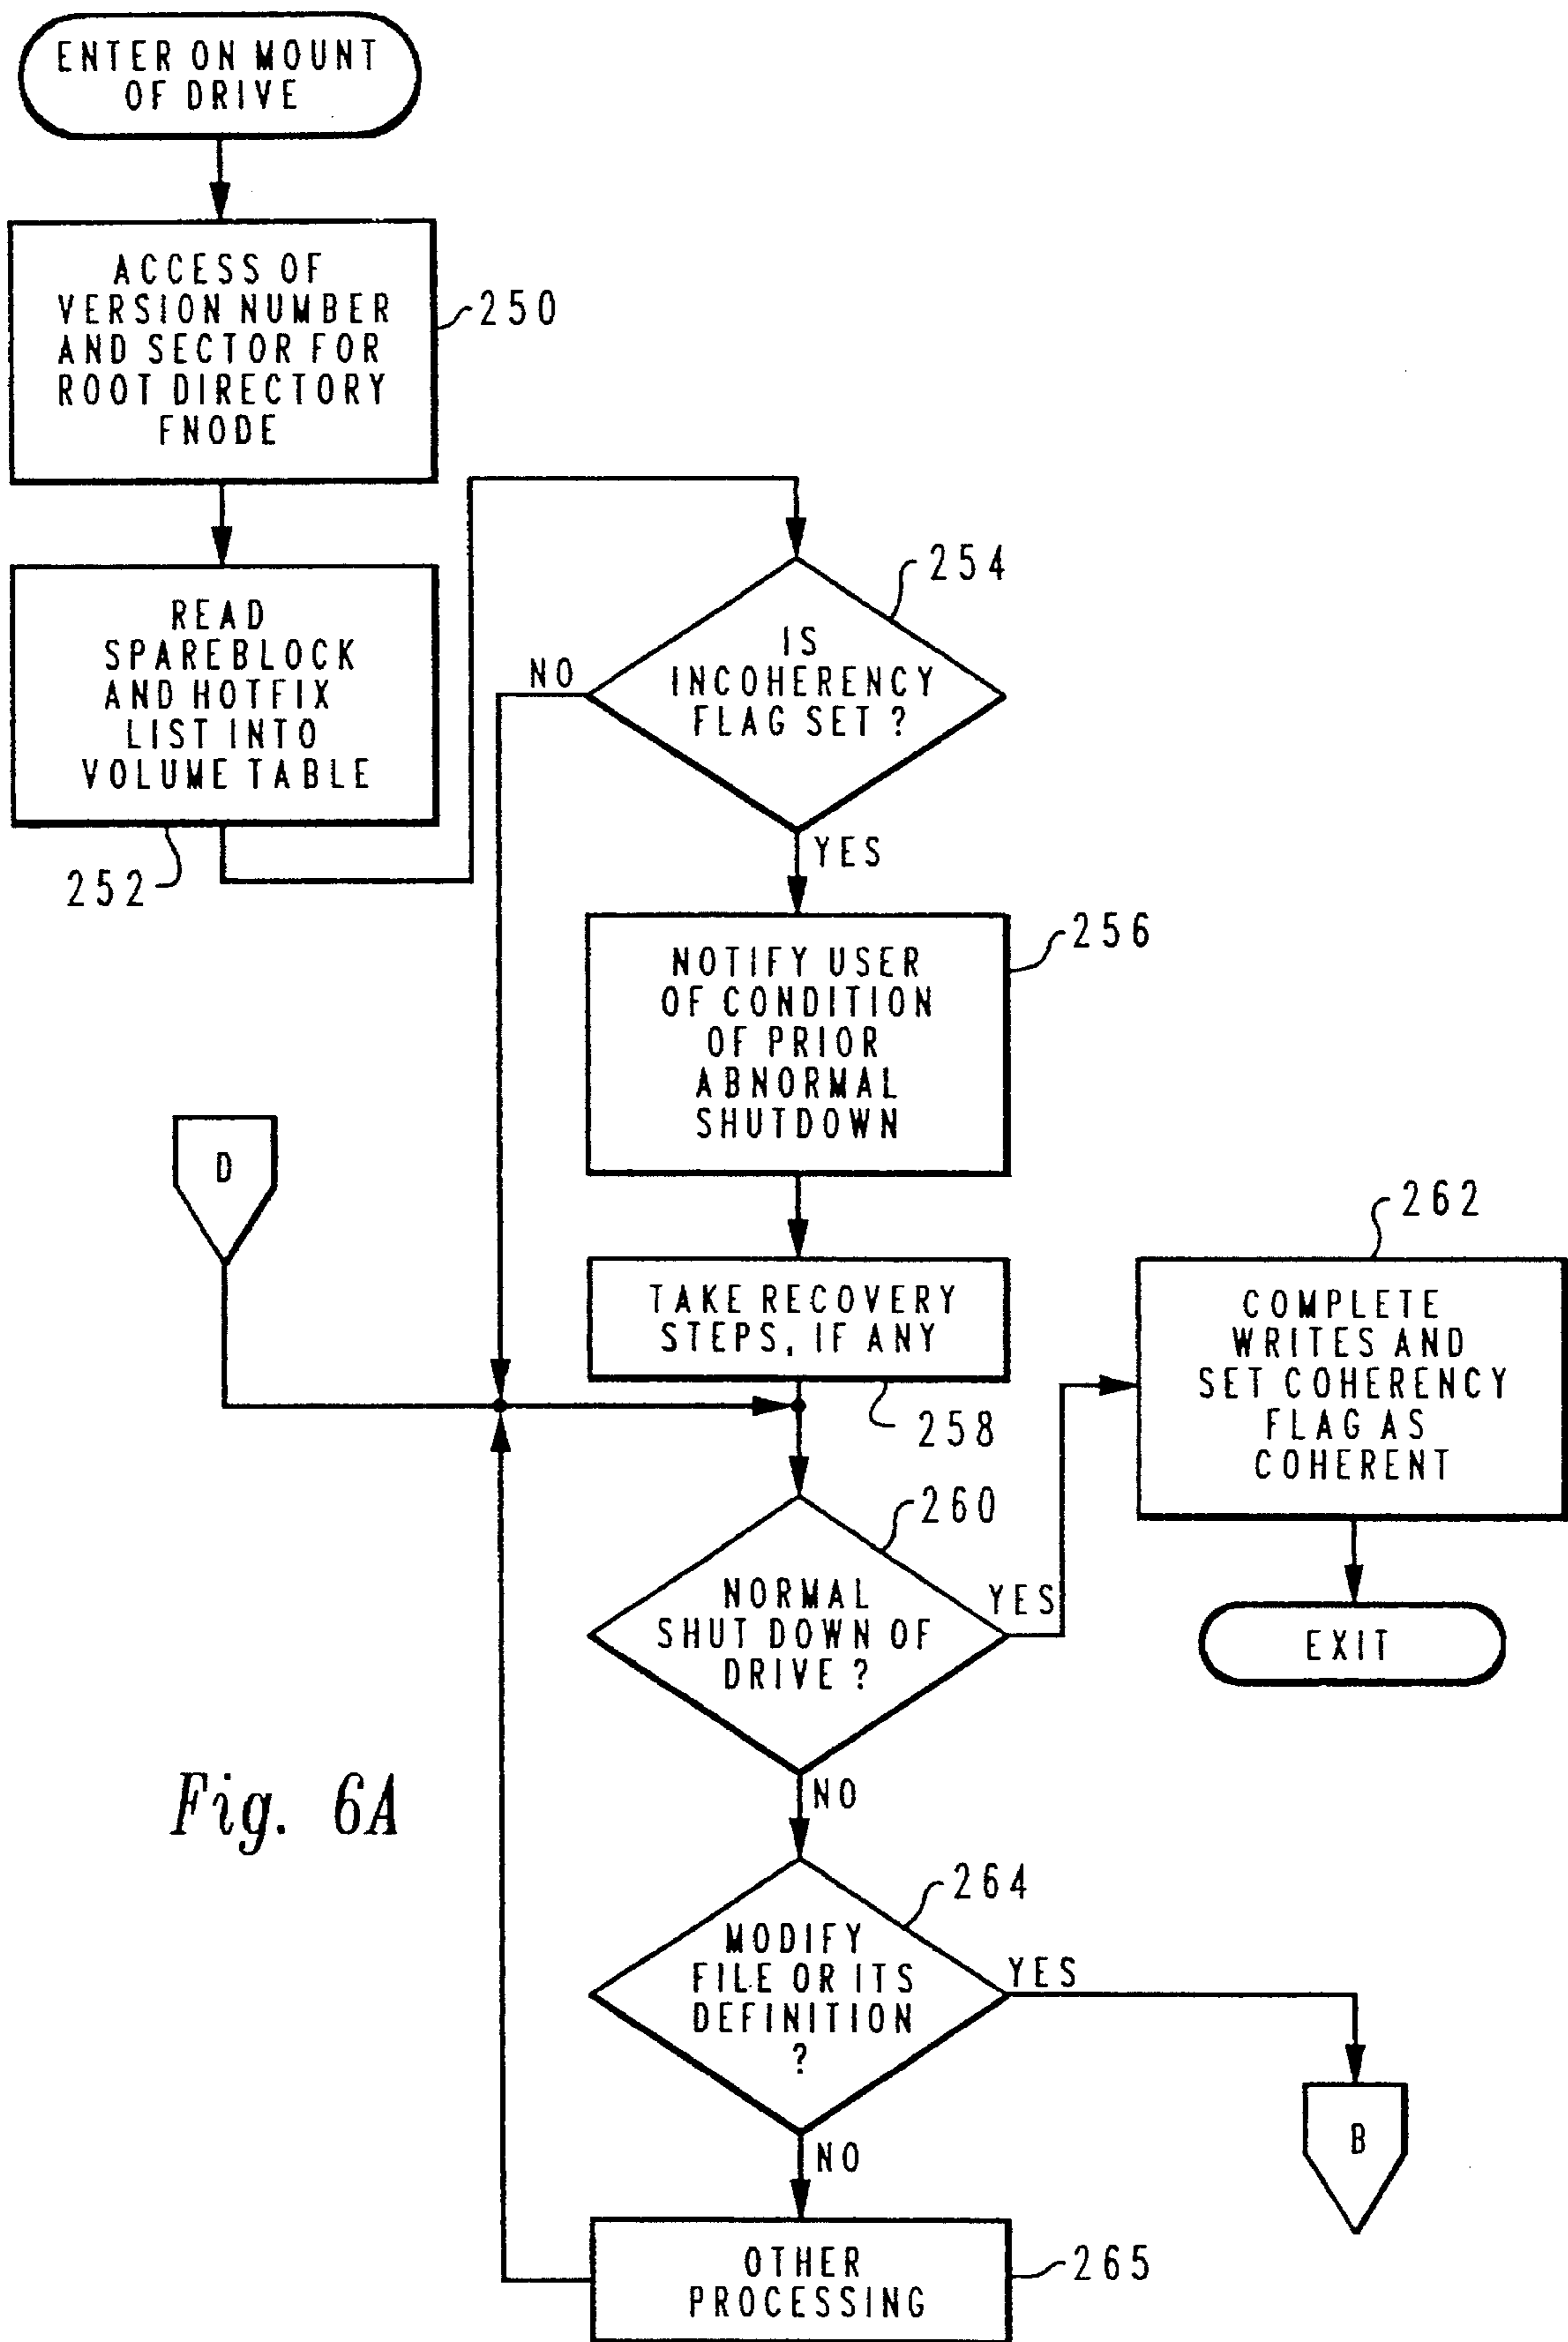 ENTER ON MOUNT
OF DRIVE
ACCESS OF
VERSION NUMBER
AND SECTOR FOR
ROOT DIRECTORY
FNODE
250
READ
SPAREBLOCK
AND HOTFIX
LIST INTO
VOLUME TABLE
252
IS
INCOHERENCY
FLAG SET ?
254
NO
YES
NOTIFY USER
OF CONDITION
OF PRIOR
ABNORMAL
SHUTDOWN
256
D
TAKE RECOVERY
STEPS, IF ANY
258
262
COMPLETE
WRITES AND
SET COHERENCY
FLAG AS
COHERENT
EXIT
260
NORMAL
SHUT DOWN OF
DRIVE ?
YES
NO
Fig. 6A
264
MODIFY
FILE OR ITS
DEFINITION
?
YES
NO
B
OTHER
PROCESSING
265